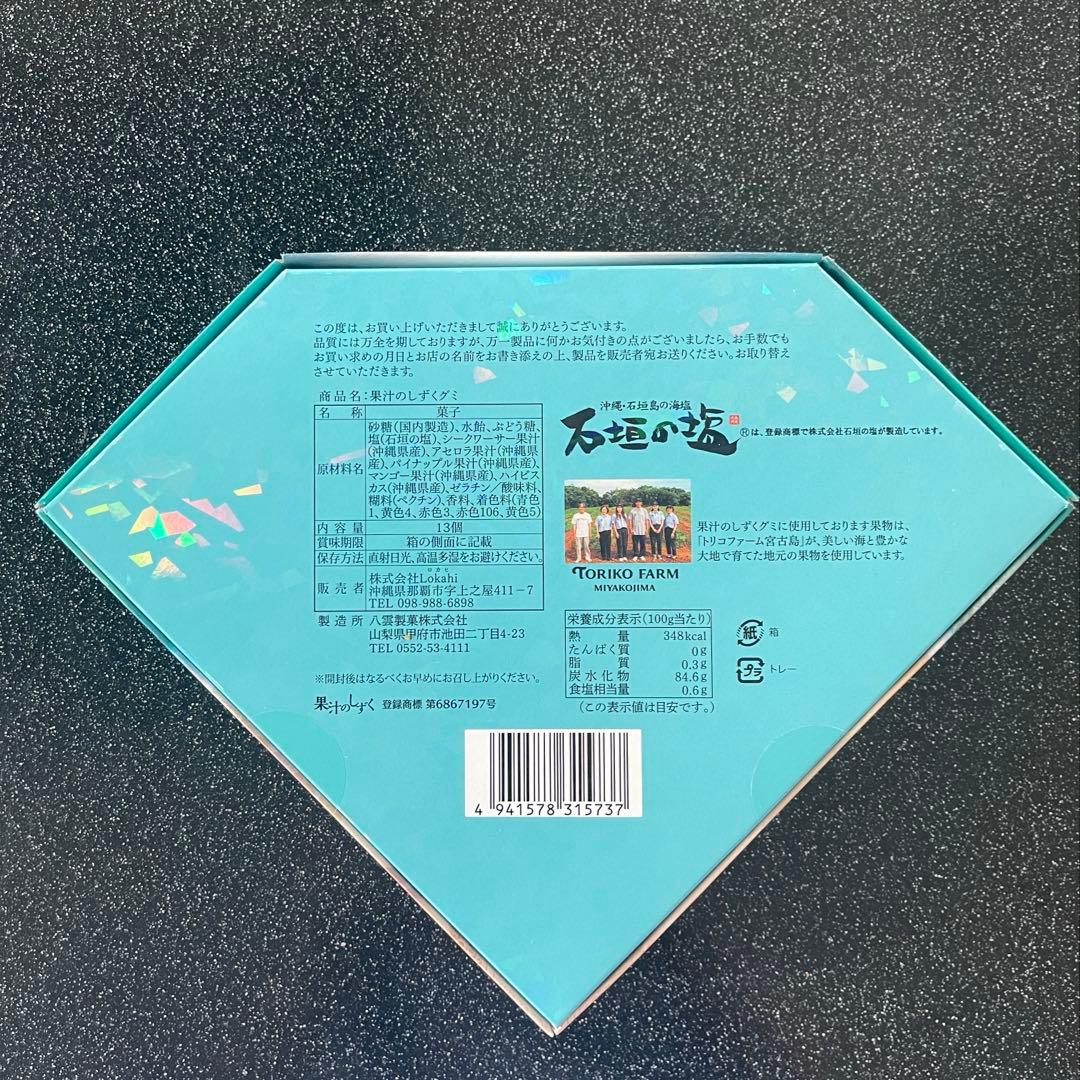 この度は、お買い上げいただきまして誠にありがとうございます。
品質には万全を期しておりますが、万一製品に何かお気付きの点がございましたら、お手数でも
お買い求めの月日とお店の名前をお書き添えの上、製品を販売者宛お送りください。お取り替え
させていただきます。
商品名:果汁のしずくグミ
名 称 菓子
原材料名
砂糖(国内製造)、水飴、ぶどう糖、
塩(石垣の塩)、シークワーサー果汁
(沖縄県産)、アセロラ果汁(沖縄県
産)、パイナップル果汁(沖縄県産)、
マンゴー果汁(沖縄県産)、ハイビス
カス(沖縄県産)、ゼラチン/酸味料、
糊料(ペクチン)、香料、着色料(青色
1、黄色4、赤色3、赤色106、黄色5)
内容量 13個
賞味期限 箱の側面に記載
保存方法 直射日光、高温多湿をお避けください。
販売者
ロカヒ
株式会社Lokahi
沖縄県那覇市字上之屋411-7
TEL 098-988-6898
製造所 八雲製菓株式会社
山梨県甲府市池田二丁目4-23
TEL 0552-53-4111
※開封後はなるべくお早めにお召し上がりください。
果汁のしずく 登録商標 第6867197号
沖縄・石垣島の海塩
石垣の塩
®は、登録商標で株式会社石垣の塩が製造しています。
TORIKO FARM
MIYAKOJIMA
果汁のしずくグミに使用しております果物は、
「トリコファーム宮古島」が、美しい海と豊かな
大地で育てた地元の果物を使用しています。
栄養成分表示(100g当たり)
熱量 348kcal
たんぱく質 0g
脂質 0.3g
炭水化物 84.6g
食塩相当量 0.6g
(この表示値は目安です。)
紙 箱
プラ トレー
4 941578 315737